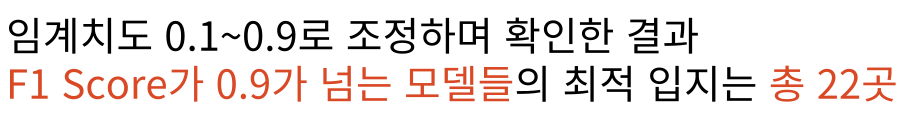 임계치도 0.1~0.9로 조정하며 확인한 결과
F1 Score가 0.9가 넘는 모델들의 최적 입지는 총 22곳